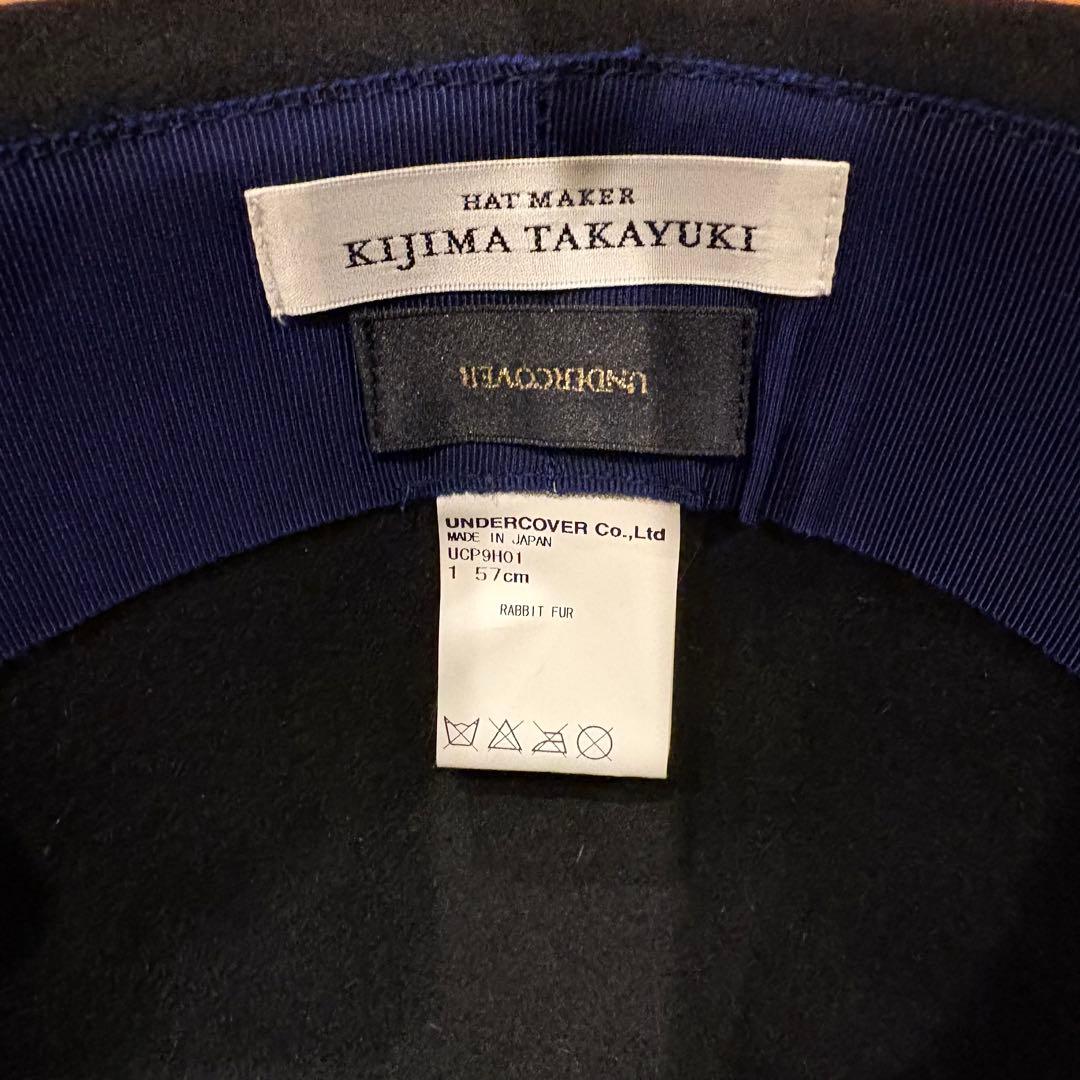 HAT MAKER
KIJIMA TAKAYUKI
UNDERCOVER
UNDERCOVER Co.,Ltd
MADE IN JAPAN
UCP9H01
1 57cm
RABBIT FUR